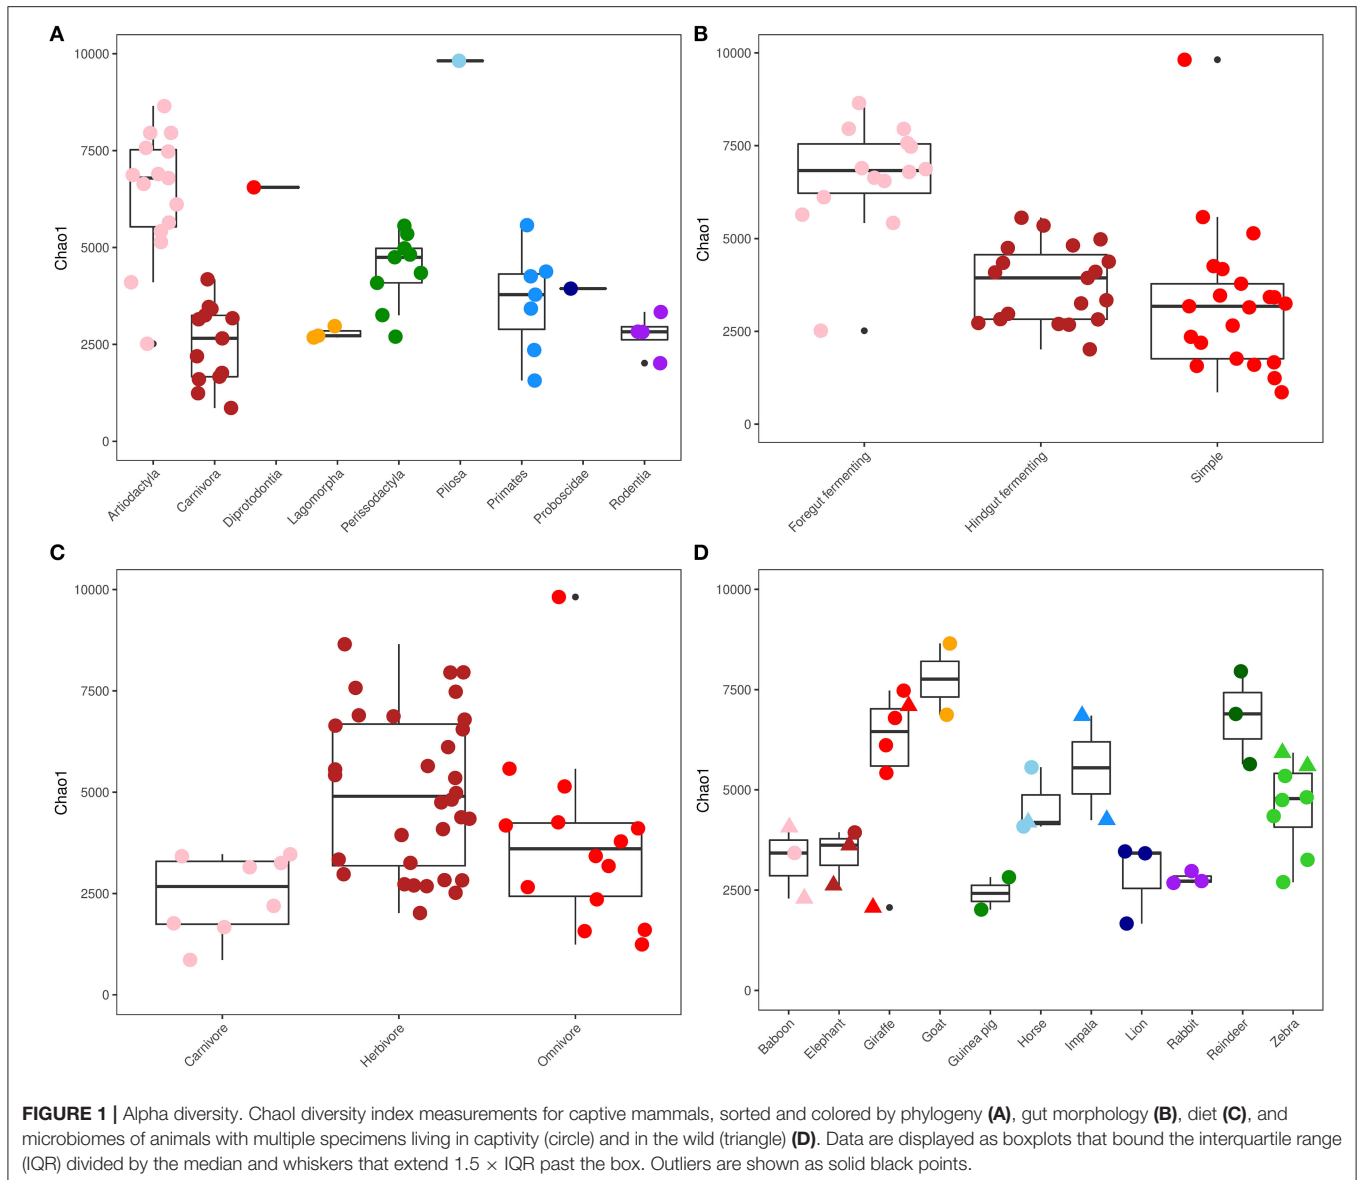 A
Chao1
10000
7500
5000
2500
0
Artiodactyla
Carnivora
Diprotodontia
Lagomorpha
Perissodactyla
Pilosa
Primates
Proboscidae
Rodentia
B
Chao1
10000
7500
5000
2500
0
Foregut fermenting
Hindgut fermenting
Simple
C
Chao1
10000
7500
5000
2500
0
Carnivore
Herbivore
Omnivore
D
Chao1
10000
7500
5000
2500
0
Baboon
Elephant
Giraffe
Goat
Guinea pig
Horse
Impala
Lion
Rabbit
Reindeer
Zebra
FIGURE 1 | Alpha diversity. ChaoI diversity index measurements for captive mammals, sorted and colored by phylogeny (A), gut morphology (B), diet (C), and
microbiomes of animals with multiple specimens living in captivity (circle) and in the wild (triangle) (D). Data are displayed as boxplots that bound the interquartile range
(IQR) divided by the median and whiskers that extend 1.5 × IQR past the box. Outliers are shown as solid black points.